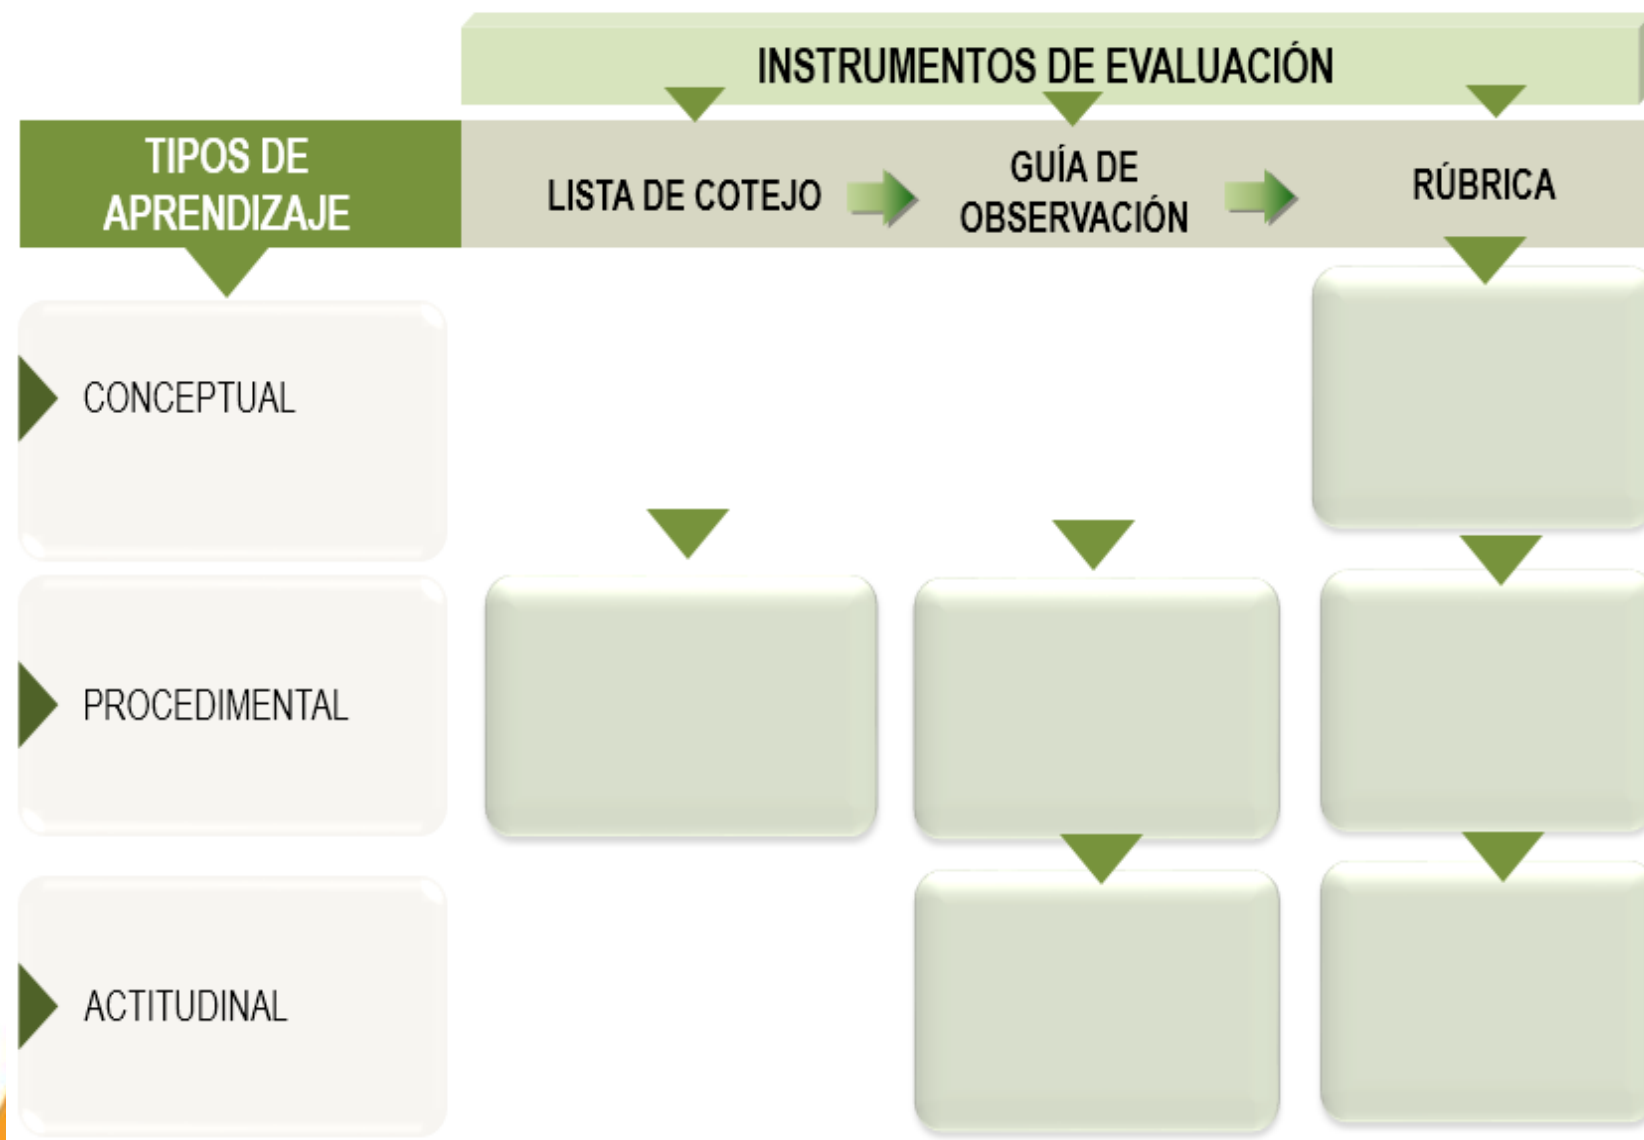 INSTRUMENTOS DE EVALUACIÓN
TIPOS DE
APRENDIZAJE
LISTA DE COTEJO
GUÍA DE
OBSERVACIÓN
RÚBRICA
CONCEPTUAL
PROCEDIMENTAL
ACTITUDINAL